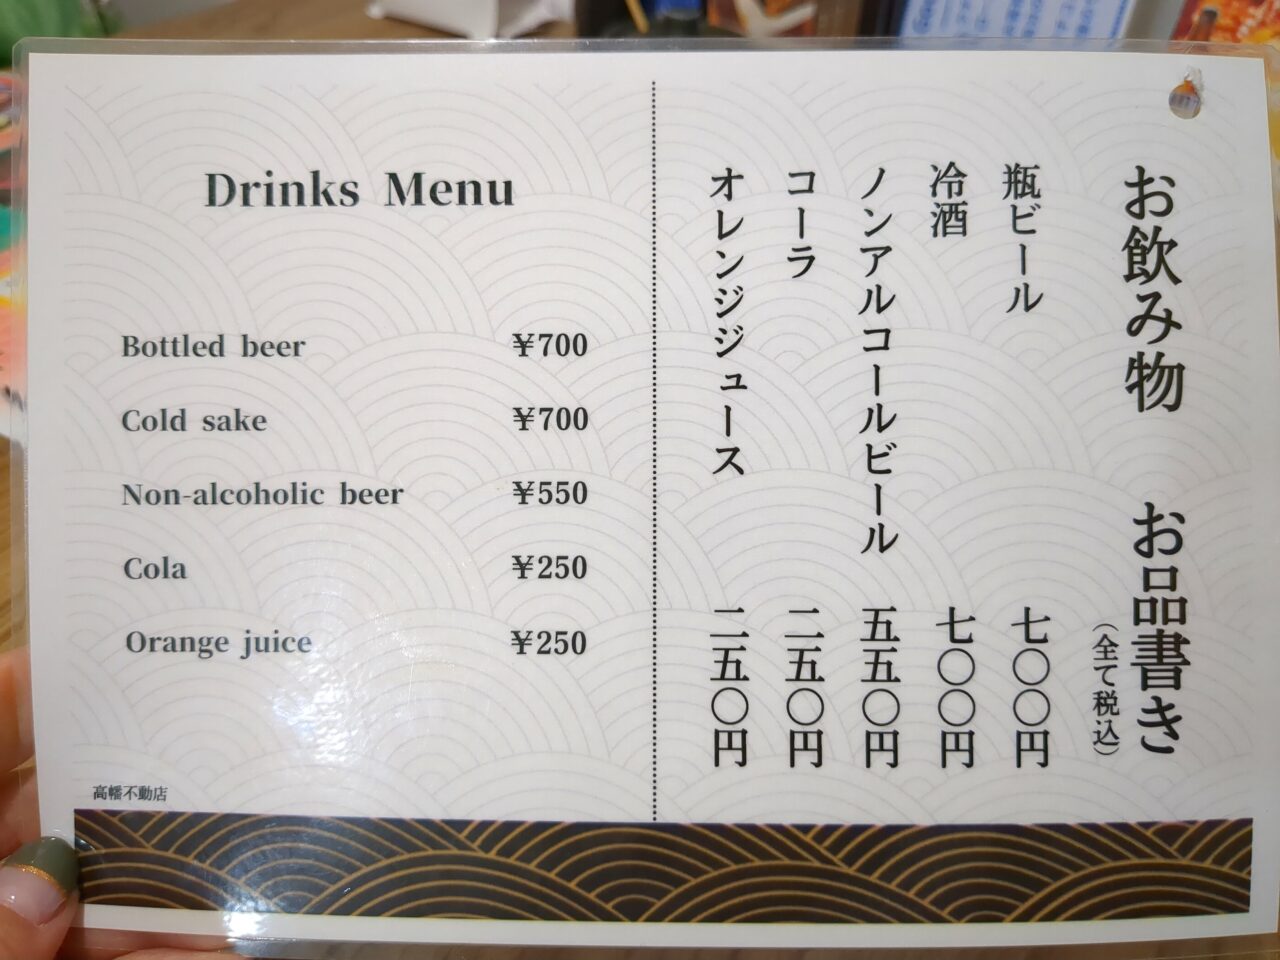 Drinks Menu
Bottled beer ¥700
Cold sake ¥700
Non-alcoholic beer ¥550
Cola ¥250
Orange juice ¥250
高幡不動店
お飲み物 お品書き
(全て税込)
瓶ビール 七〇〇円
冷酒 七〇〇円
ノンアルコールビール 五五〇円
コーラ 二五〇円
オレンジジュース 二五〇円